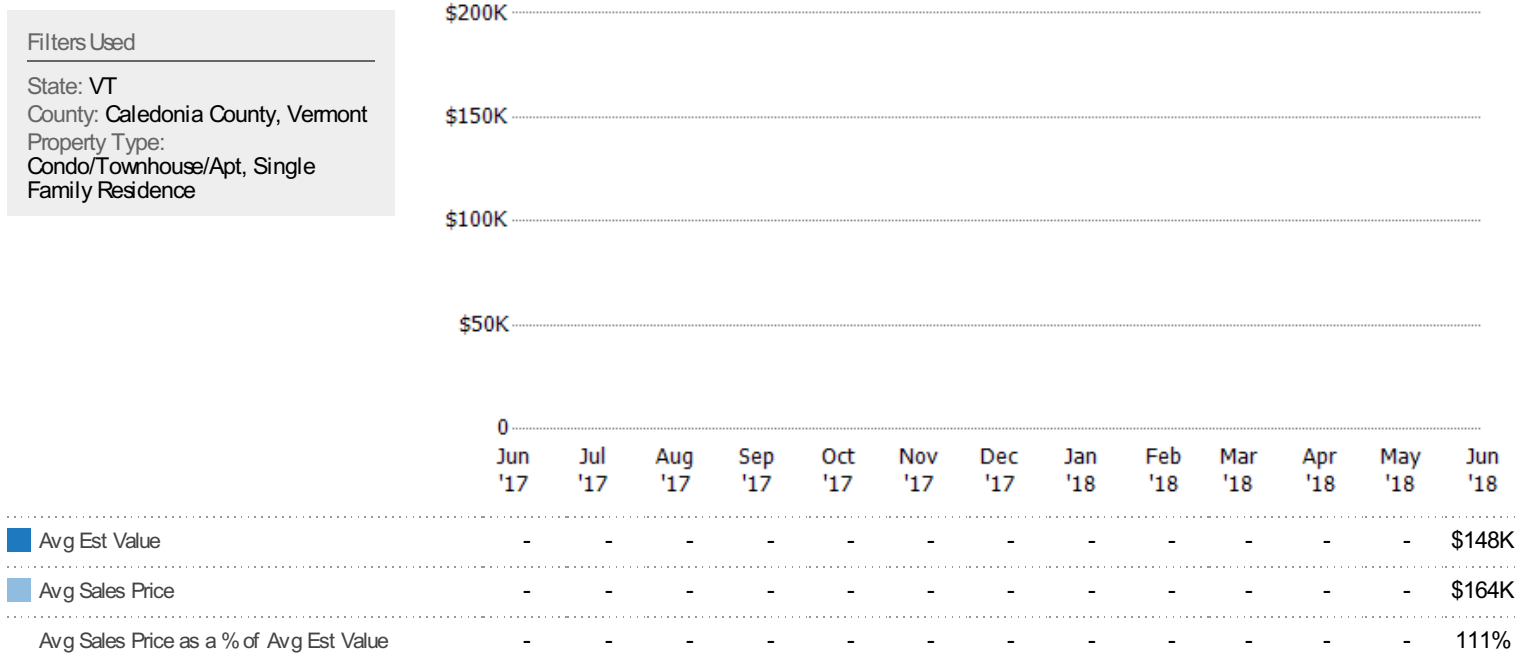 Filters Used
State: VT
County: Caledonia County, Vermont
Property Type:
Condo/Townhouse/Apt, Single
Family Residence
$200K
$150K
$100K
$50K
0
Jun Jul Aug Sep Oct Nov Dec Jan Feb Mar Apr May Jun
'17 '17 '17 '17 '17 '17 '17 '18 '18 '18 '18 '18 '18
Avg Est Value - - - - - - - - - - - - $148K
Avg Sales Price - - - - - - - - - - - - $164K
Avg Sales Price as a % of Avg Est Value - - - - - - - - - - - - 111%